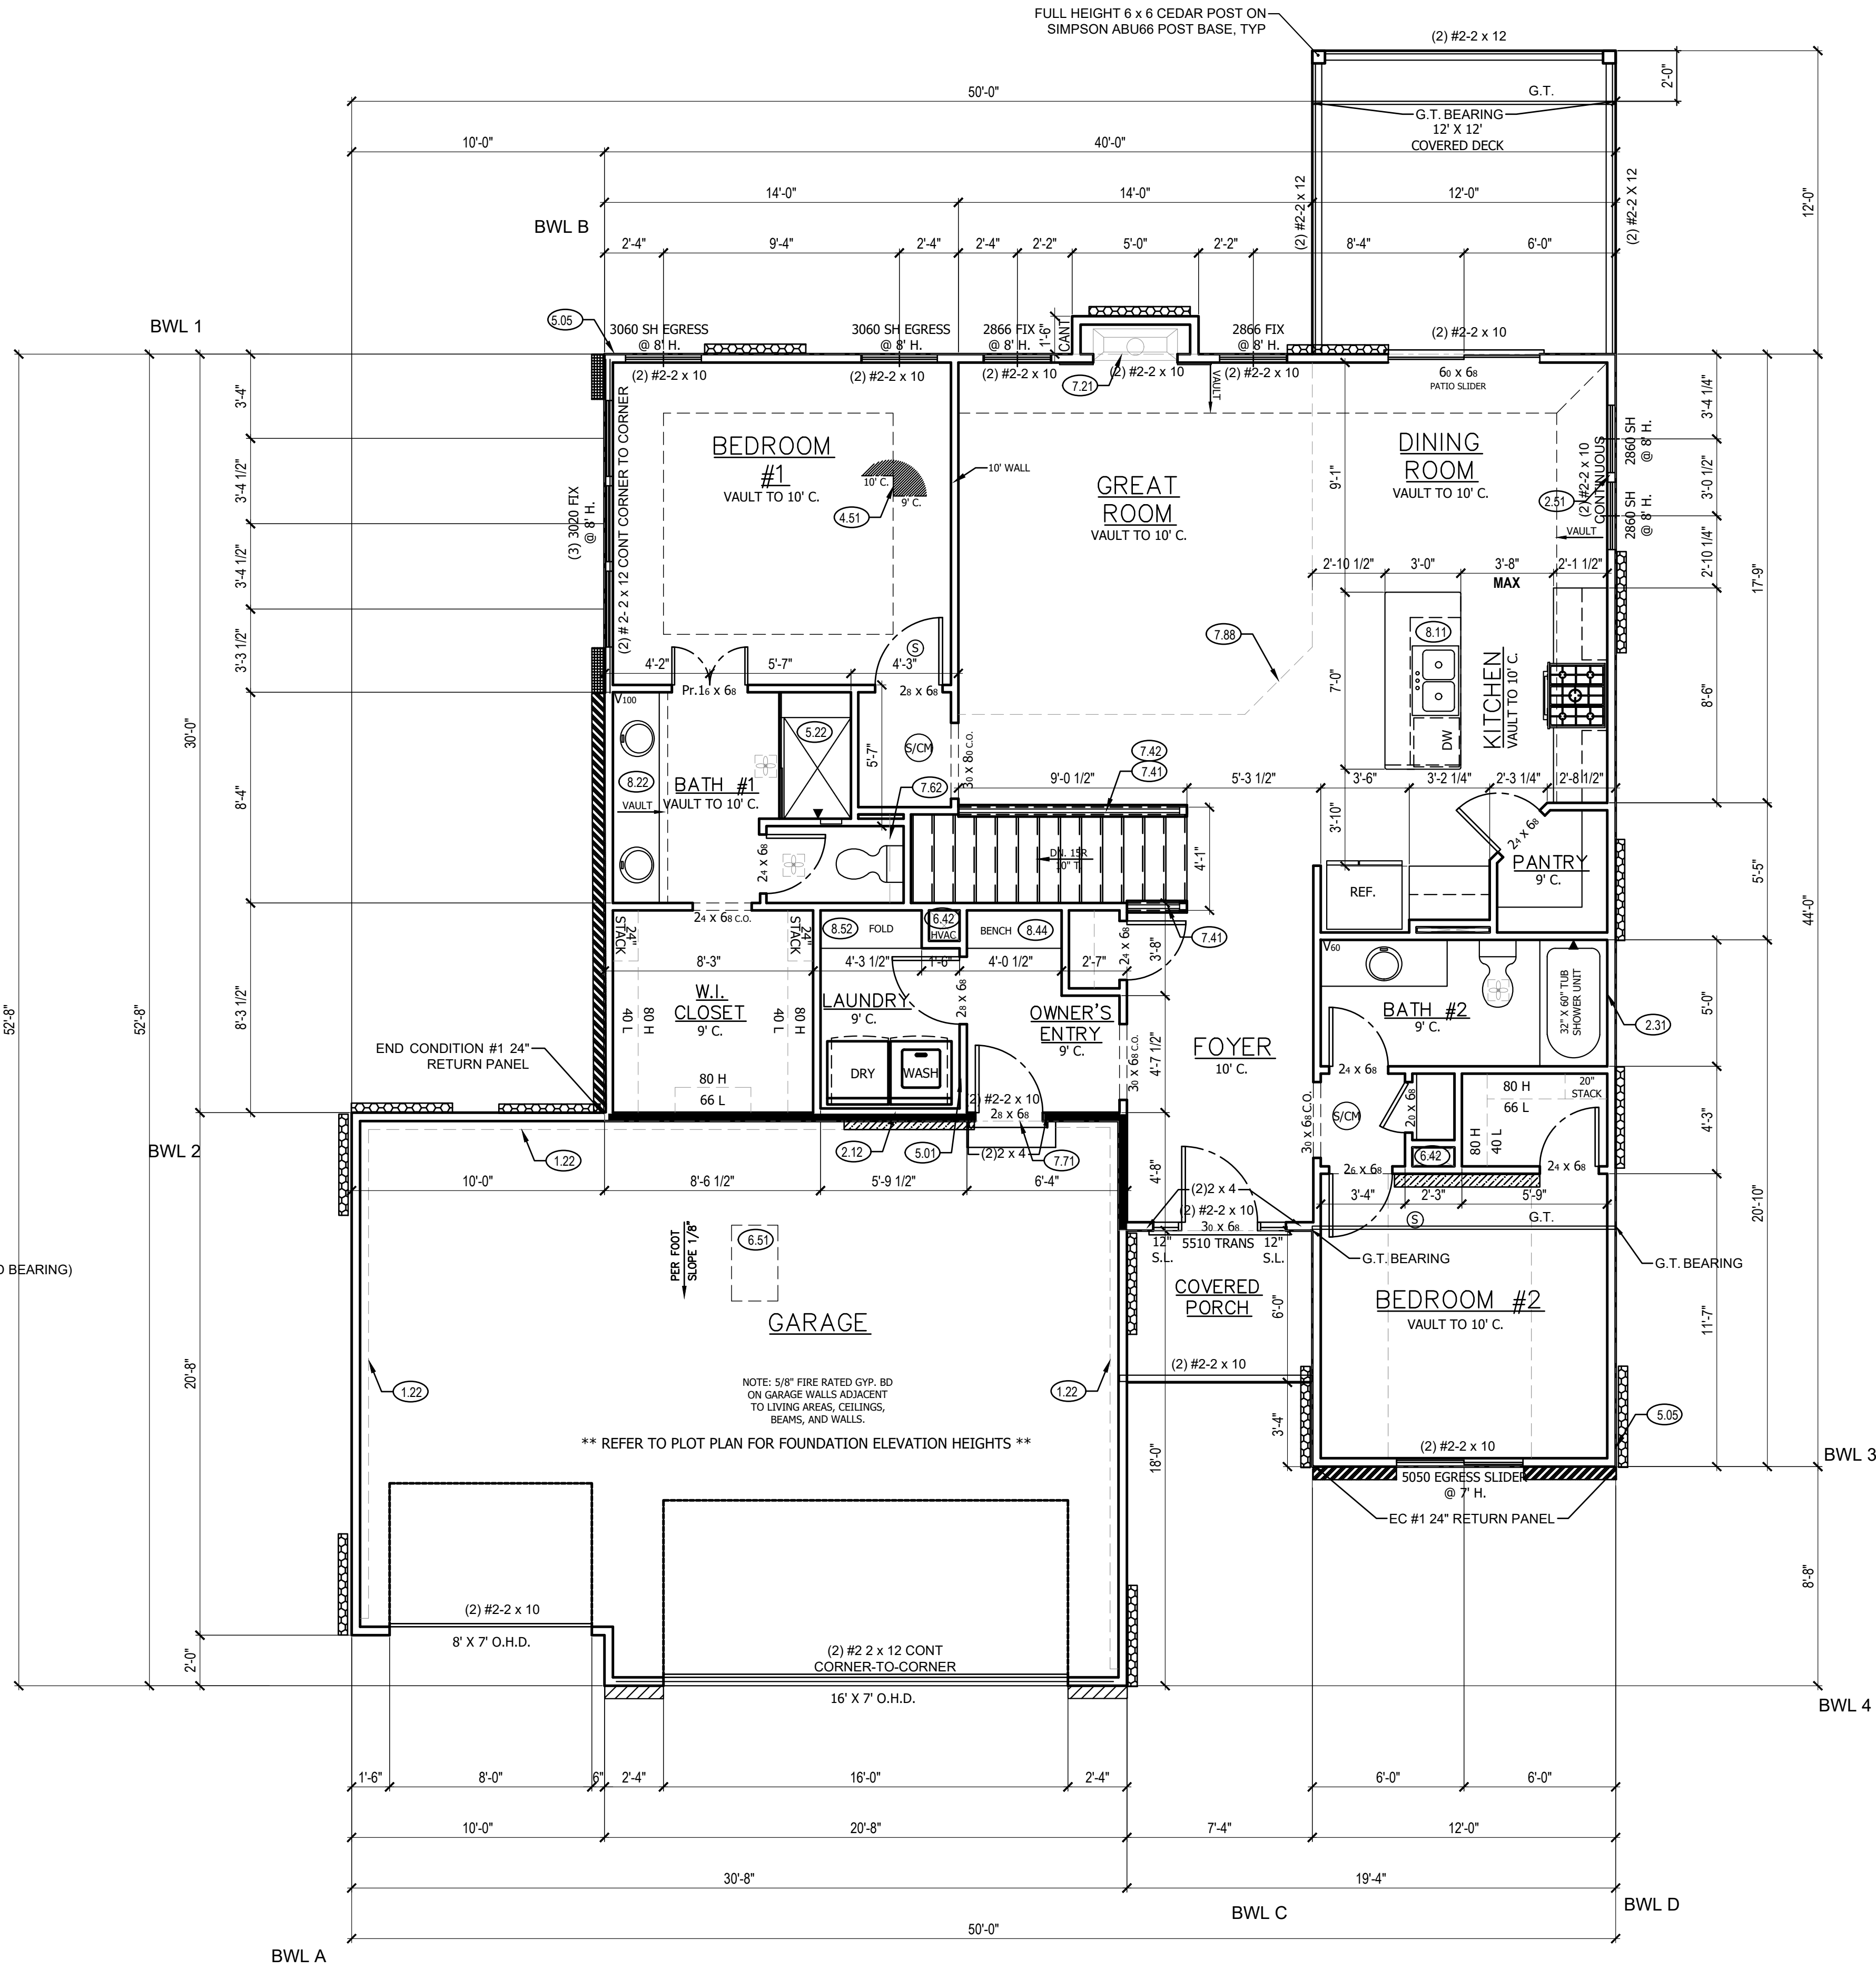 FULL HEIGHT 6 x 6 CEDAR POST ON
SIMPSON ABU66 POST BASE, TYP
(2) #2-2 x 12
2'-0"
50'-0"
G.T.
G.T. BEARING
12' X 12'
COVERED DECK
10'-0"
40'-0"
(2) #2-2 x 12
(2) #2-2 X 12
12'-0"
14'-0"
14'-0"
12'-0"
BWL B
2'-4"
9'-4"
2'-4"
2'-4"
2'-2"
5'-0"
2'-2"
8'-4"
6'-0"
BWL 1
5.05
3060 SH EGRESS
@ 8' H.
3060 SH EGRESS
@ 8' H.
2866 FIX
@ 8' H.
1'-6"
CANT
2866 FIX
@ 8' H.
(2) #2-2 x 10
(2) #2-2 x 10
(2) #2-2 x 10
(2) #2-2 x 10
7.21
(2) #2-2 x 10
(2) #2-2 x 10
VAULT
60 x 68
PATIO SLIDER
3'-4"
3'-4 1/2"
3'-4 1/2"
3'-3 1/2"
(3) 3020 FIX
@ 8' H.
(2) # 2- 2 x 12 CONT CORNER TO CORNER
BEDROOM
#1
VAULT TO 10' C.
10' C.
9' C.
4.51
10' WALL
GREAT
ROOM
VAULT TO 10' C.
9'-1"
DINING
ROOM
VAULT TO 10' C.
2.51
(2) #2-2 x 10
CONTINUOUS
2860 SH
@ 8' H.
2860 SH
@ 8' H.
VAULT
3'-4 1/4"
3'-0 1/2"
2'-10 1/4"
17'-9"
2'-10 1/2"
3'-0"
3'-8"
MAX
2'-1 1/2"
7.88
8.11
KITCHEN
VAULT TO 10' C.
DW
7'-0"
8'-6"
30'-0"
52'-8"
52'-8"
44'-0"
4'-2"
5'-7"
4'-3"
S
Pr.16 x 68
28 x 68
V100
5.22
8.22
VAULT
BATH #1
VAULT TO 10' C.
8'-4"
5'-7"
S/CM
30 x 80 C.O.
7.62
7.42
7.41
9'-0 1/2"
5'-3 1/2"
3'-6"
3'-2 1/4"
2'-3 1/4"
2'-8 1/2"
3'-10"
24 x 68
24 x 68
DN. 15R
10" T
4'-1"
REF.
PANTRY
9' C.
5'-5"
24 x 68 C.O.
24"
STACK
24"
STACK
8.52
FOLD
6.42
HVAC
BENCH
8.44
7.41
24 x 68
3'-8"
8'-3"
4'-3 1/2"
1'-6"
4'-0 1/2"
2'-7"
V60
W.I.
CLOSET
9' C.
80 H
40 L
80 H
40 L
80 H
66 L
LAUNDRY
9' C.
28 x 68
DRY
WASH
OWNER'S
ENTRY
9' C.
30 x 68 C.O.
4'-7 1/2"
FOYER
10' C.
BATH #2
9' C.
32" X 60" TUB
SHOWER UNIT
2.31
5'-0"
8'-3 1/2"
END CONDITION #1 24"
RETURN PANEL
24 x 68
30 x 68 C.O.
S/CM
20 x 68
80 H
66 L
20"
STACK
80 H
40 L
6.42
26 x 68
24 x 68
4'-3"
BWL 2
(2) #2-2 x 10
28 x 68
1.22
2.12
5.01
(2)2 x 4
7.71
4'-8"
10'-0"
8'-6 1/2"
5'-9 1/2"
6'-4"
3'-4"
2'-3"
5'-9"
S
G.T.
(2)2 x 4
(2) #2-2 x 10
30 x 68
5510 TRANS
12"
S.L.
12"
S.L.
G.T. BEARING
G.T. BEARING
20'-10"
D BEARING)
PER FOOT
SLOPE 1/8"
6.51
GARAGE
COVERED
PORCH
6'-0"
BEDROOM #2
VAULT TO 10' C.
11'-7"
20'-8"
1.22
NOTE: 5/8" FIRE RATED GYP. BD
ON GARAGE WALLS ADJACENT
TO LIVING AREAS, CEILINGS,
BEAMS, AND WALLS.
** REFER TO PLOT PLAN FOR FOUNDATION ELEVATION HEIGHTS **
1.22
(2) #2-2 x 10
3'-4"
18'-0"
5.05
(2) #2-2 x 10
5050 EGRESS SLIDER
@ 7' H.
EC #1 24" RETURN PANEL
BWL 3
8'-8"
(2) #2-2 x 10
8' X 7' O.H.D.
(2) #2 2 x 12 CONT
CORNER-TO-CORNER
16' X 7' O.H.D.
2'-0"
BWL 4
1'-6"
8'-0"
6"
2'-4"
16'-0"
2'-4"
6'-0"
6'-0"
10'-0"
20'-8"
7'-4"
12'-0"
30'-8"
19'-4"
BWL C
BWL D
50'-0"
BWL A